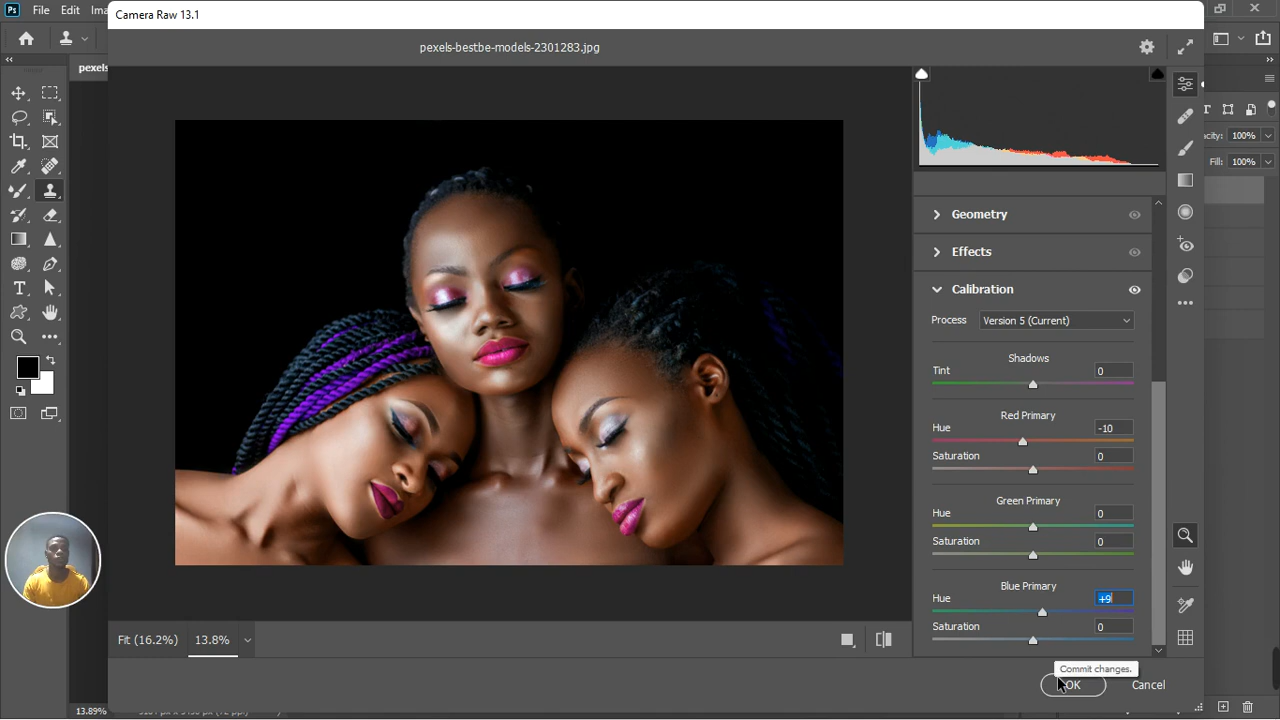 Ps File Edit Ima
Camera Raw 13.1
pexels-bestbe-models-2301283.jpg
pexels
acity: 100%
Fill: 100%
Geometry
Effects
Calibration
Process Version 5 (Current)
Shadows
Tint 0
Red Primary
Hue -10
Saturation 0
Green Primary
Hue 0
Saturation 0
Blue Primary
Hue +9
Saturation 0
Fit (16.2%) 13.8%
Commit changes.
OK Cancel
13.89%